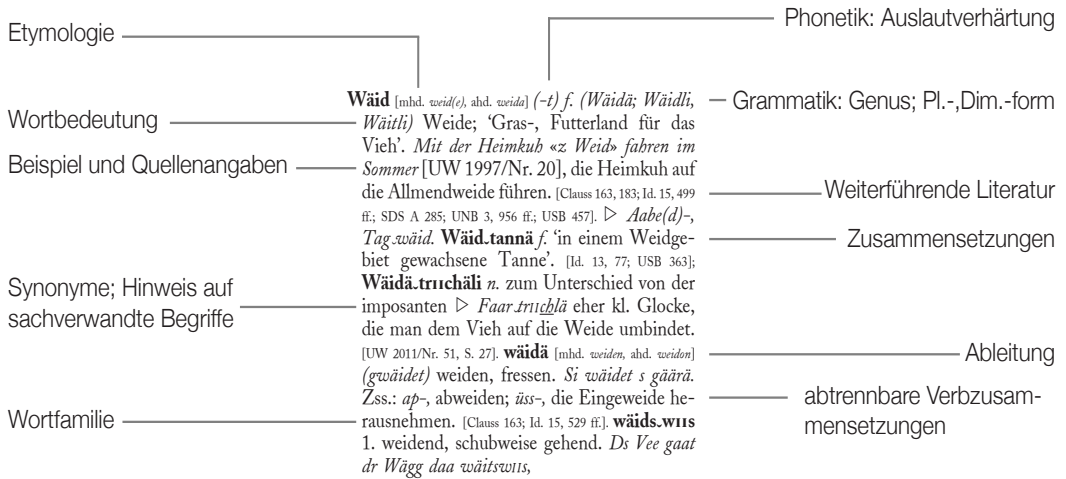 Etymologie
Wortbedeutung
Beispiel und Quellenangaben
Synonyme; Hinweis auf
sachverwandte Begriffe
Wortfamilie
Wäid [mhd. weid(e), ahd. weida] (-t) f. (Wäidä; Wäidli,
Wäitli) Weide; ‘Gras-, Futterland für das
Vieh’. Mit der Heimkuh «z Weid» fahren im
Sommer [UW 1997/Nr. 20], die Heimkuh auf
die Allmendweide führen. [Clauss 163, 183; Id. 15, 499
ff.; SDS A 285; UNB 3, 956 ff.; USB 457]. ▷ Aabe(d)-,
Tag˯wäid. Wäid˯tannä f. ‘in einem Weidge-
biet gewachsene Tanne’. [Id. 13, 77; USB 363];
Wäidä˯trııchäli n. zum Unterschied von der
imposanten ▷ Faar˯trııchlä eher kl. Glocke,
die man dem Vieh auf die Weide umbindet.
[UW 2011/Nr. 51, S. 27]. wäidä [mhd. weiden, ahd. weidon]
(gwäidet) weiden, fressen. Si wäidet s gäärä.
Zss.: ap-, abweiden; üss-, die Eingeweide he-
rausnehmen. [Clauss 163; Id. 15, 529 ff.]. wäids˯wııs
1. weidend, schubweise gehend. Ds Vee gaat
dr Wägg daa wäitswııs,
Phonetik: Auslautverhärtung
Grammatik: Genus; Pl.-,Dim.-form
Weiterführende Literatur
Zusammensetzungen
Ableitung
abtrennbare Verbzusam-
mensetzungen